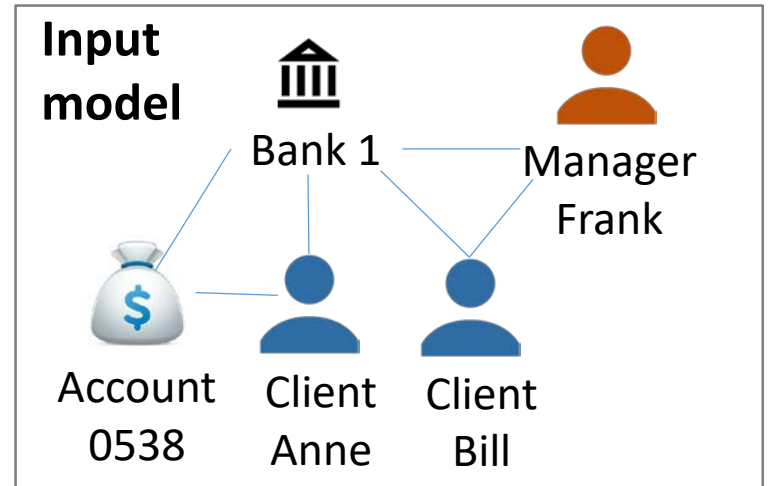 Input
model
Bank 1
Manager
Frank
$
Account
0538
Client
Anne
Client
Bill